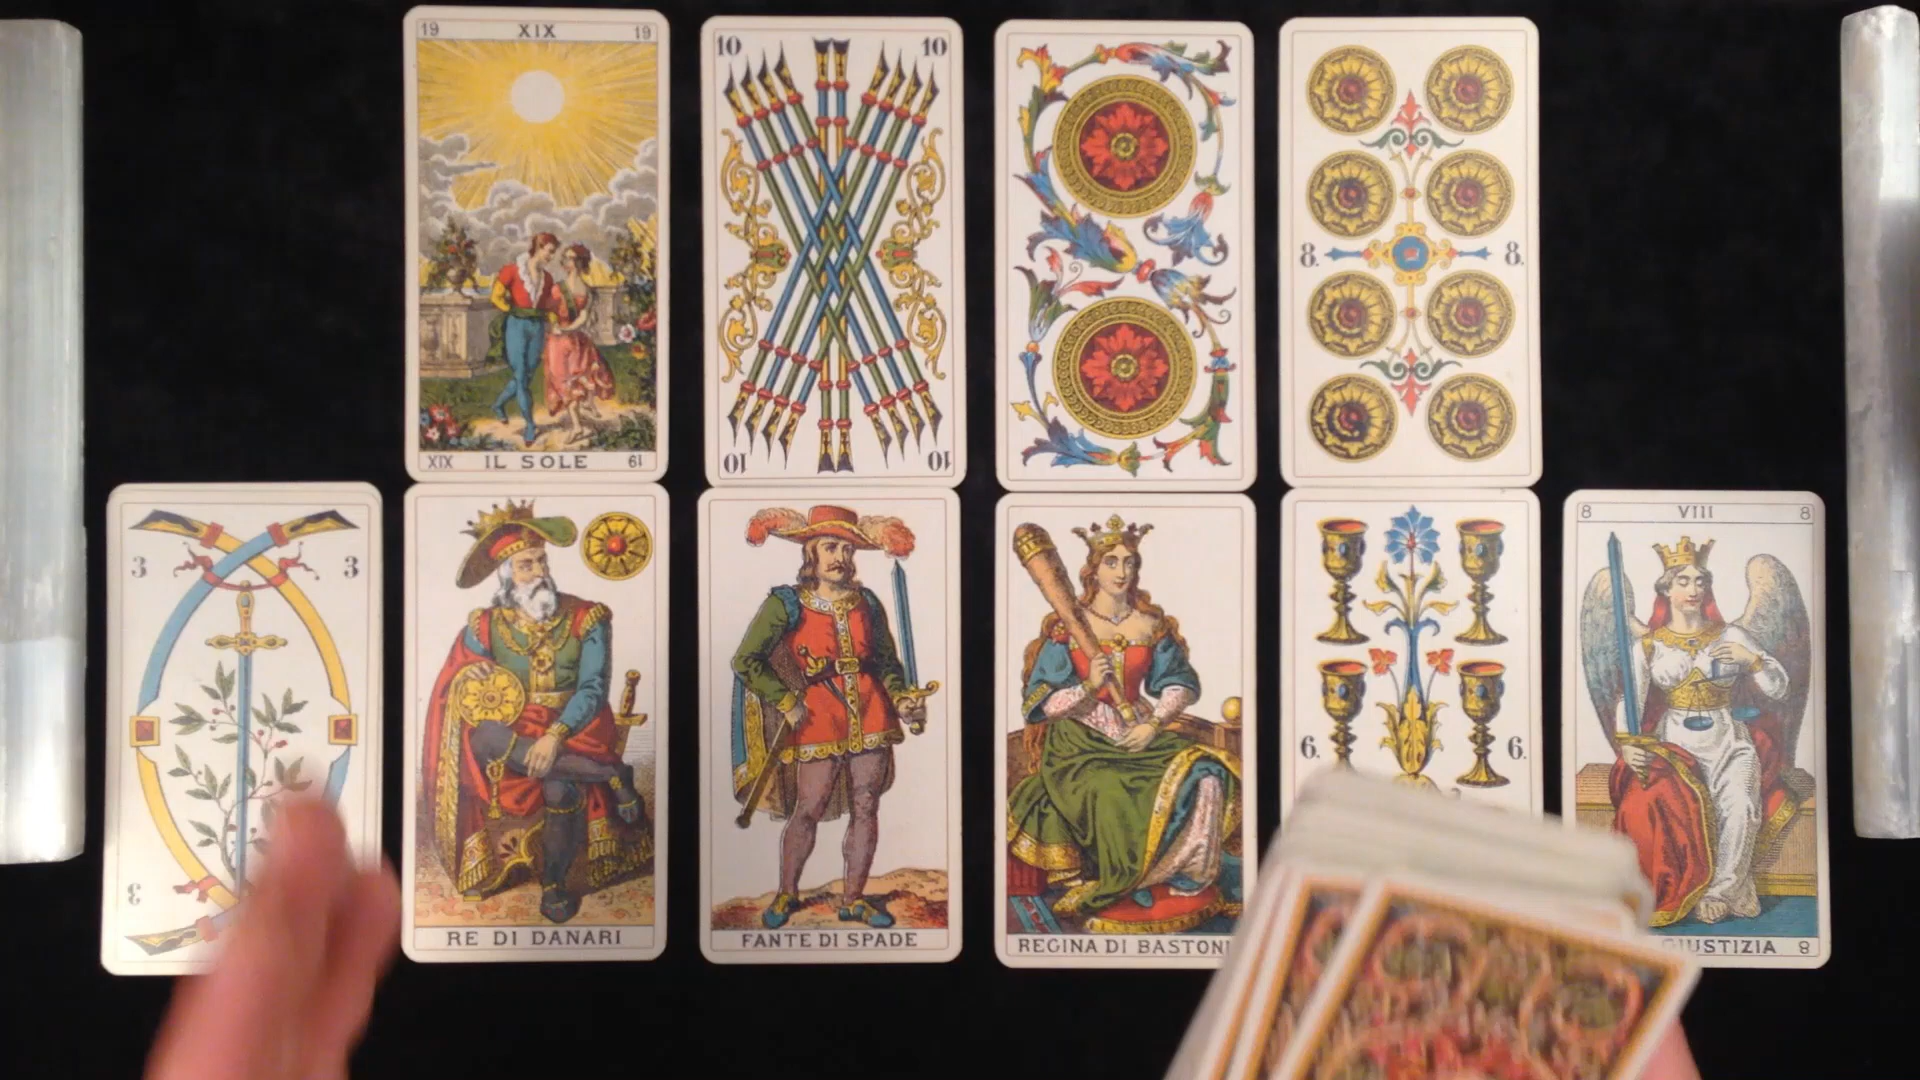 19 XIX 19
XIX IL SOLE 19
10 10
10 10
8. 8.
3 3
3
RE DI DANARI
FANTE DI SPADE
REGINA DI BASTONI
6. 6.
8 VIII 8
GIUSTIZIA 8